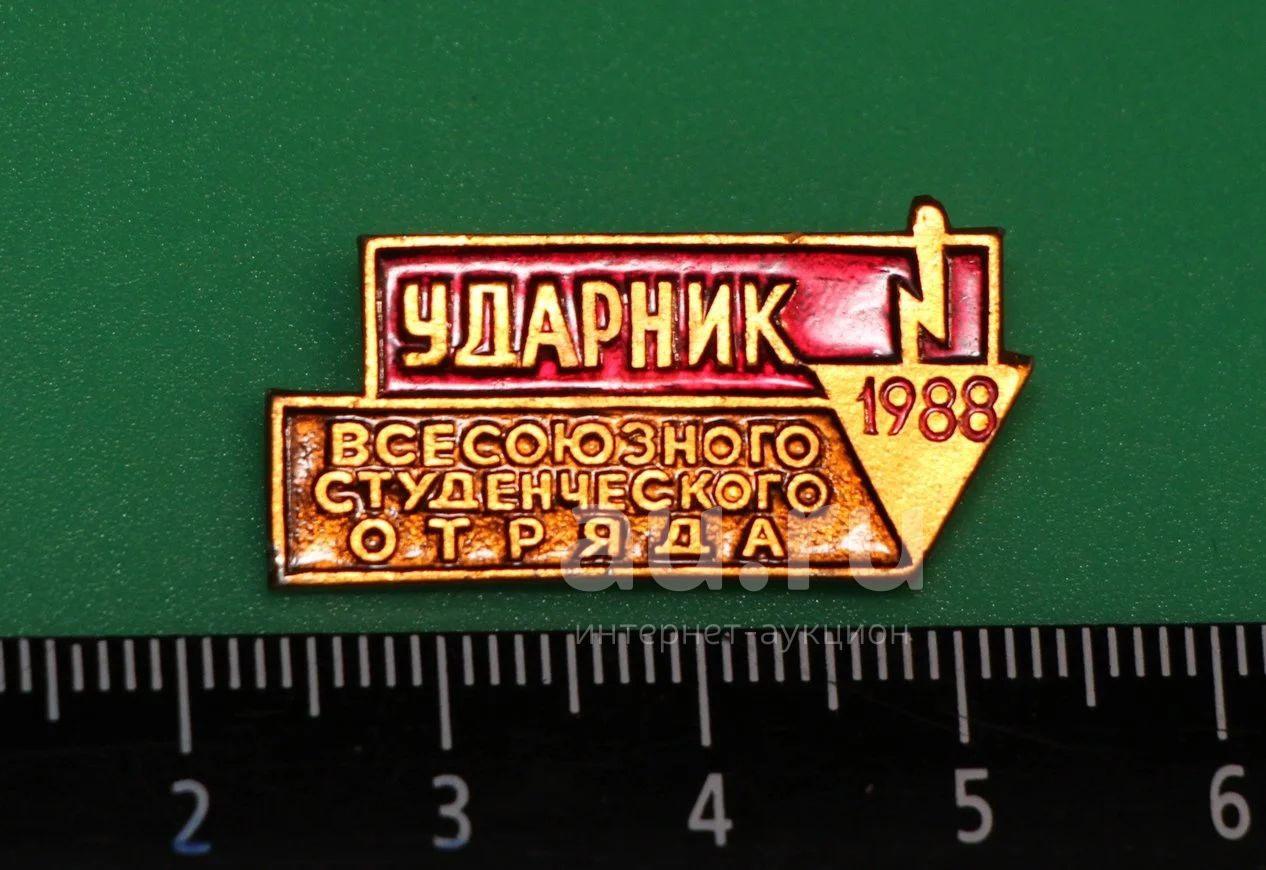 УДАРНИК
1988
ВСЕСОЮЗНОГО
СТУДЕНЧЕСКОГО
ОТРЯДА
au.ru
интернет-аукцион
2 3 4 5 6